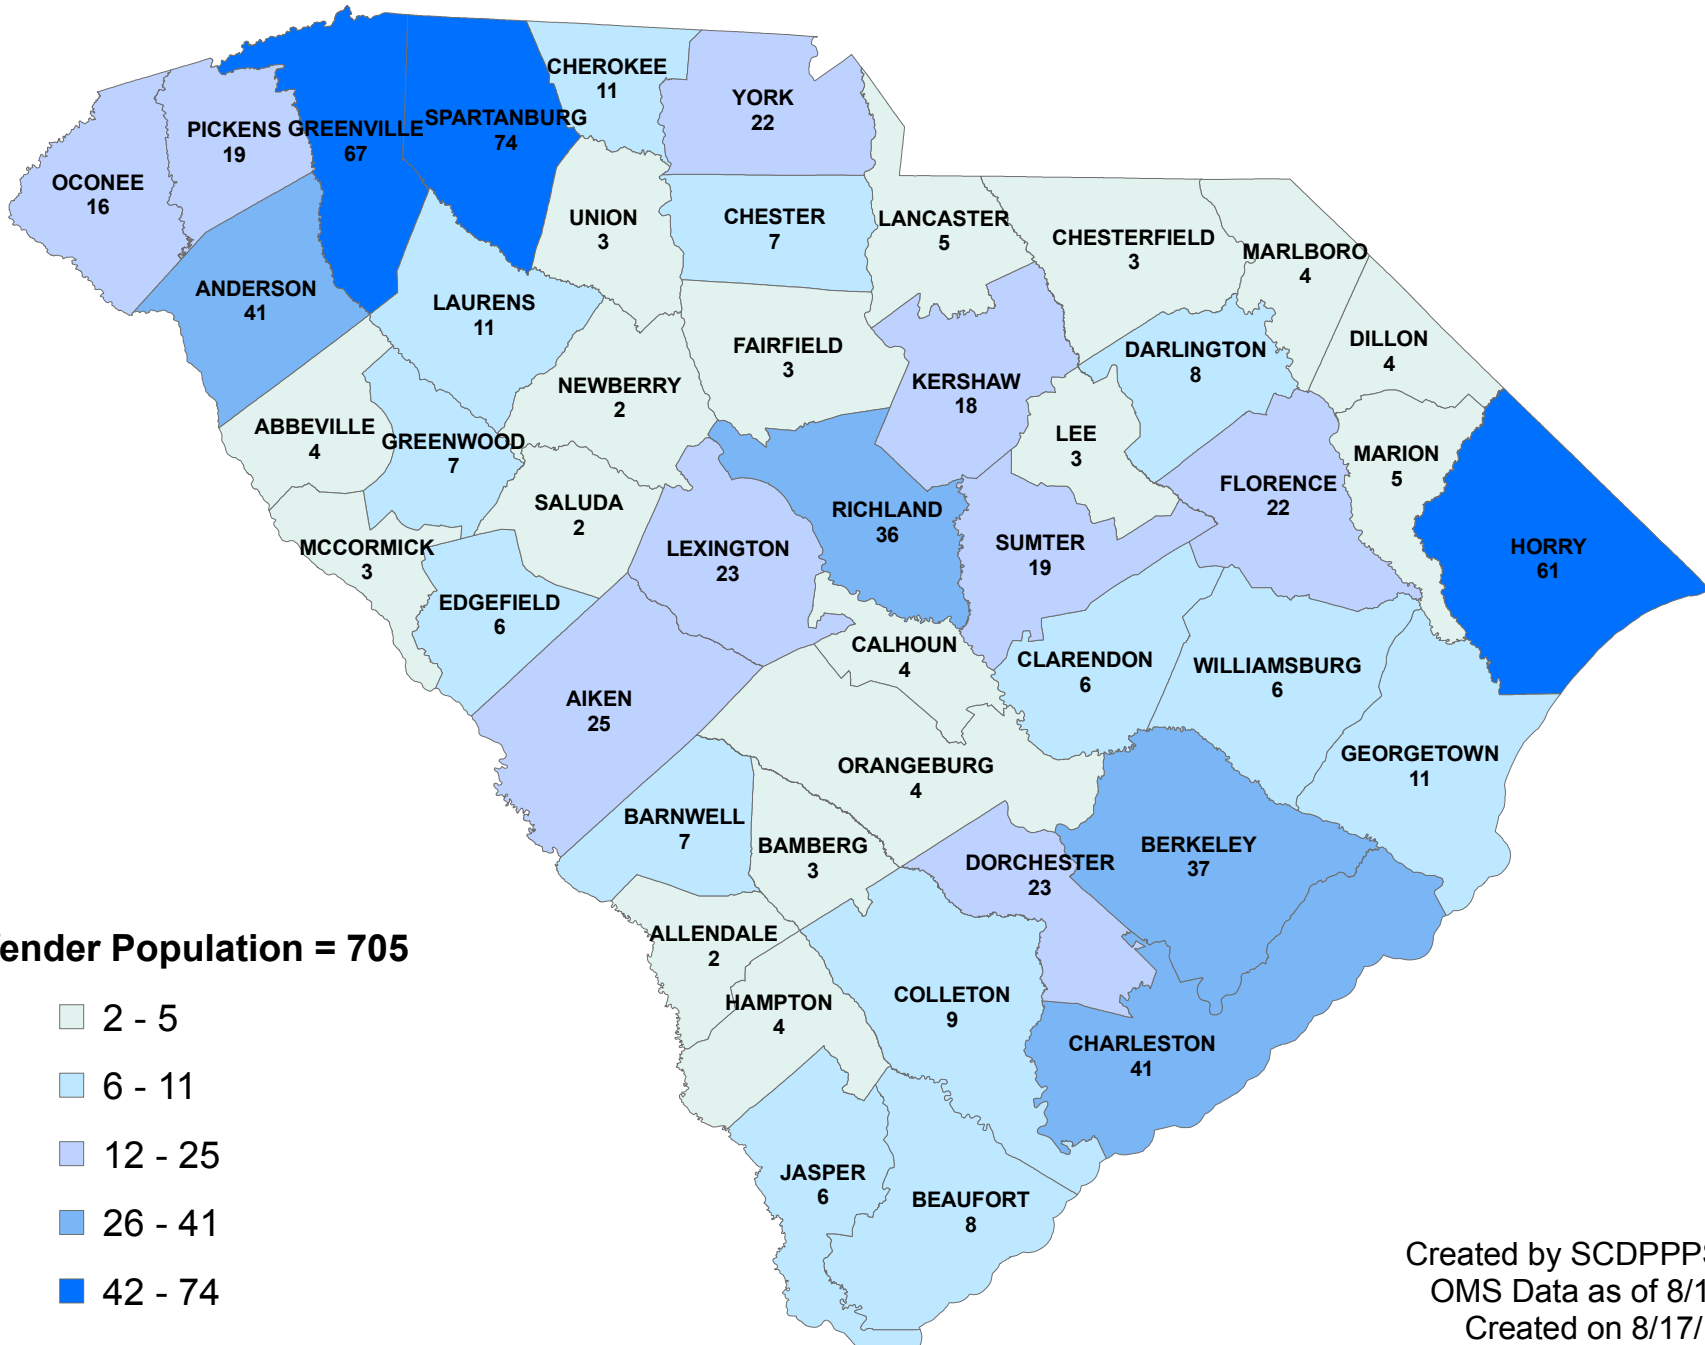 CHEROKEE
11
YORK
22
PICKENS
19
GREENVILLE
67
SPARTANBURG
74
OCONEE
16
UNION
3
CHESTER
7
LANCASTER
5
CHESTERFIELD
3
MARLBORO
4
ANDERSON
41
LAURENS
11
FAIRFIELD
3
DARLINGTON
8
DILLON
4
NEWBERRY
2
KERSHAW
18
ABBEVILLE
4
GREENWOOD
7
LEE
3
MARION
5
SALUDA
2
RICHLAND
36
FLORENCE
22
MCCORMICK
3
LEXINGTON
23
SUMTER
19
HORRY
61
EDGEFIELD
6
CALHOUN
4
CLARENDON
6
WILLIAMSBURG
6
AIKEN
25
ORANGEBURG
4
GEORGETOWN
11
BARNWELL
7
BAMBERG
3
DORCHESTER
23
BERKELEY
37
ALLENDALE
2
HAMPTON
4
COLLETON
9
CHARLESTON
41
JASPER
6
BEAUFORT
8
ender Population = 705
2 - 5
6 - 11
12 - 25
26 - 41
42 - 74
Created by SCDPPPS
OMS Data as of 8/1
Created on 8/17/